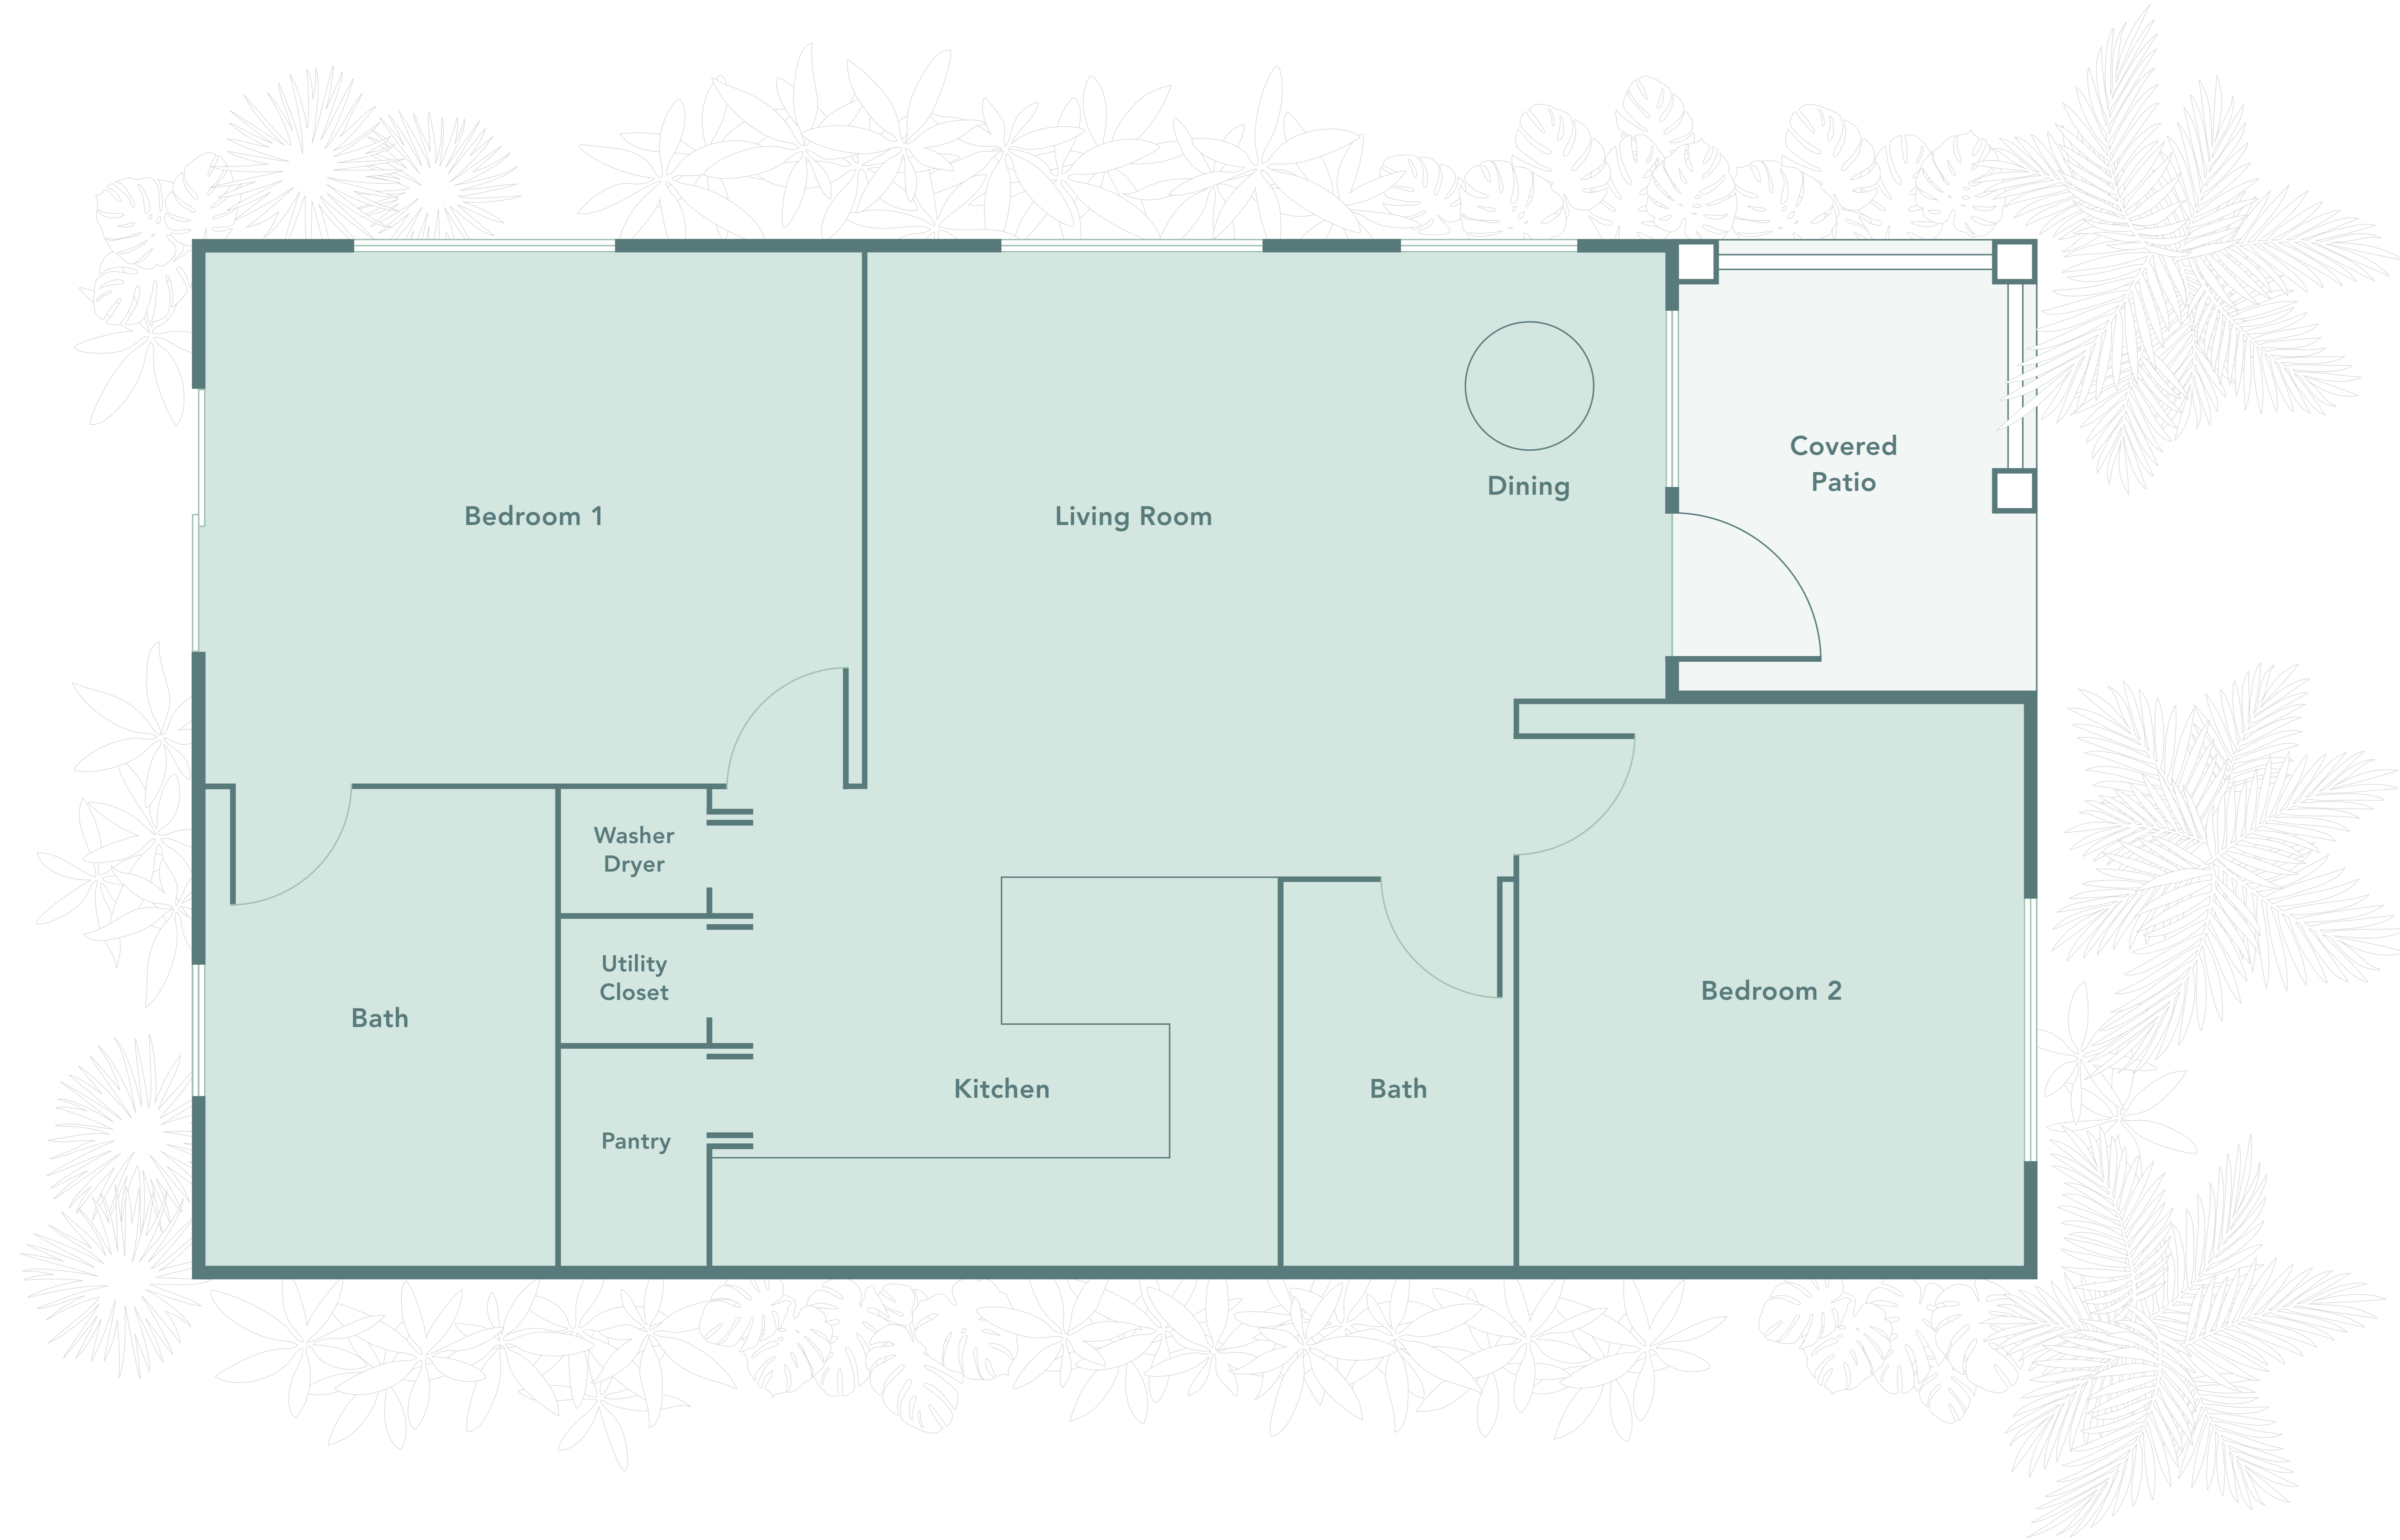 Covered
Patio
Dining
Bedroom 1
Living Room
Washer
Dryer
Utility
Closet
Bedroom 2
Bath
Kitchen
Bath
Pantry